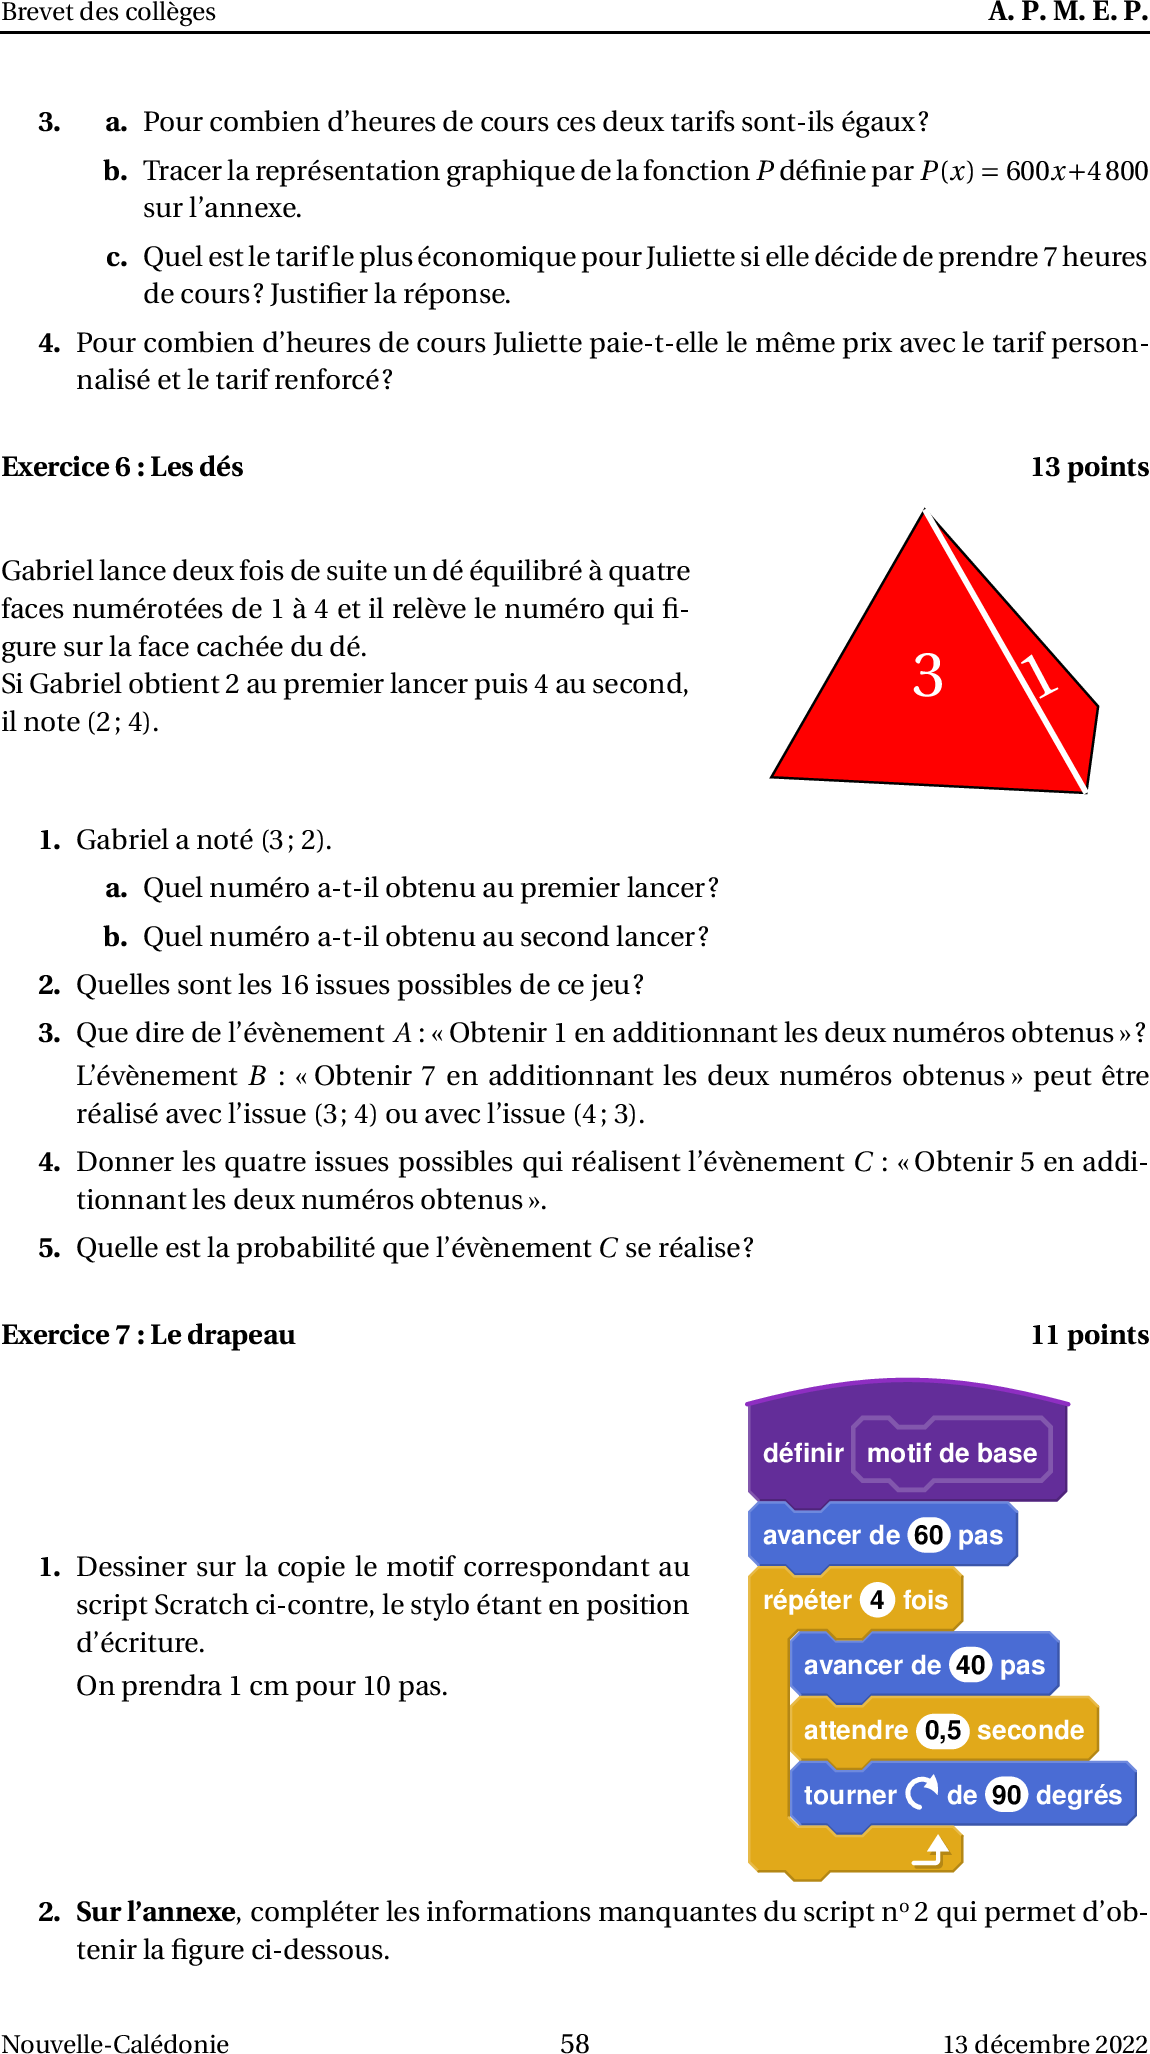 Brevet des collèges A. P. M. E. P.
3. a. Pour combien d’heures de cours ces deux tarifs sont-ils égaux ?
b. Tracer la représentation graphique de la fonction P définie par P(x) = 600x+4 800
sur l’annexe.
c. Quel est le tarif le plus économique pour Juliette si elle décide de prendre 7 heures
de cours ? Justifier la réponse.
4. Pour combien d’heures de cours Juliette paie-t-elle le même prix avec le tarif person-
nalisé et le tarif renforcé ?
Exercice 6 : Les dés 13 points
Gabriel lance deux fois de suite un dé équilibré à quatre
faces numérotées de 1 à 4 et il relève le numéro qui fi-
gure sur la face cachée du dé.
Si Gabriel obtient 2 au premier lancer puis 4 au second,
il note (2 ; 4).
3
1
1. Gabriel a noté (3 ; 2).
a. Quel numéro a-t-il obtenu au premier lancer ?
b. Quel numéro a-t-il obtenu au second lancer ?
2. Quelles sont les 16 issues possibles de ce jeu ?
3. Que dire de l’évènement A : « Obtenir 1 en additionnant les deux numéros obtenus » ?
L’évènement B : « Obtenir 7 en additionnant les deux numéros obtenus » peut être
réalisé avec l’issue (3 ; 4) ou avec l’issue (4 ; 3).
4. Donner les quatre issues possibles qui réalisent l’évènement C : « Obtenir 5 en addi-
tionnant les deux numéros obtenus ».
5. Quelle est la probabilité que l’évènement C se réalise ?
Exercice 7 : Le drapeau 11 points
1. Dessiner sur la copie le motif correspondant au
script Scratch ci-contre, le stylo étant en position
d’écriture.
On prendra 1 cm pour 10 pas.
définir motif de base
avancer de 60 pas
répéter 4 fois
avancer de 40 pas
attendre 0,5 seconde
tourner de 90 degrés
2. Sur l’annexe, compléter les informations manquantes du script nº 2 qui permet d’ob-
tenir la figure ci-dessous.
Nouvelle-Calédonie 58 13 décembre 2022